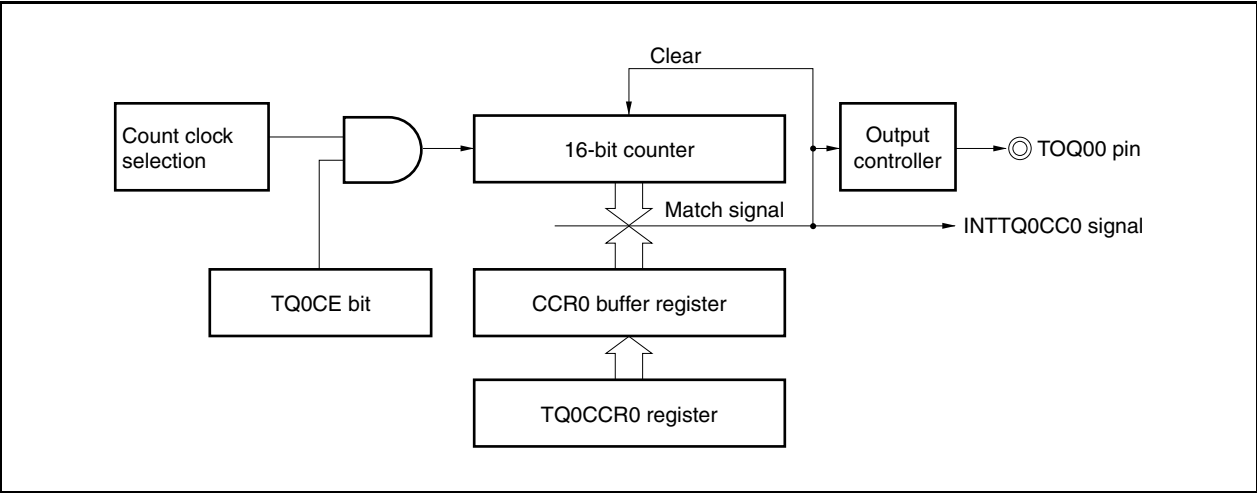 Clear
Count clock
selection
16-bit counter
Output
controller
TOQ00 pin
Match signal
INTTQ0CC0 signal
TQ0CE bit
CCR0 buffer register
TQ0CCR0 register